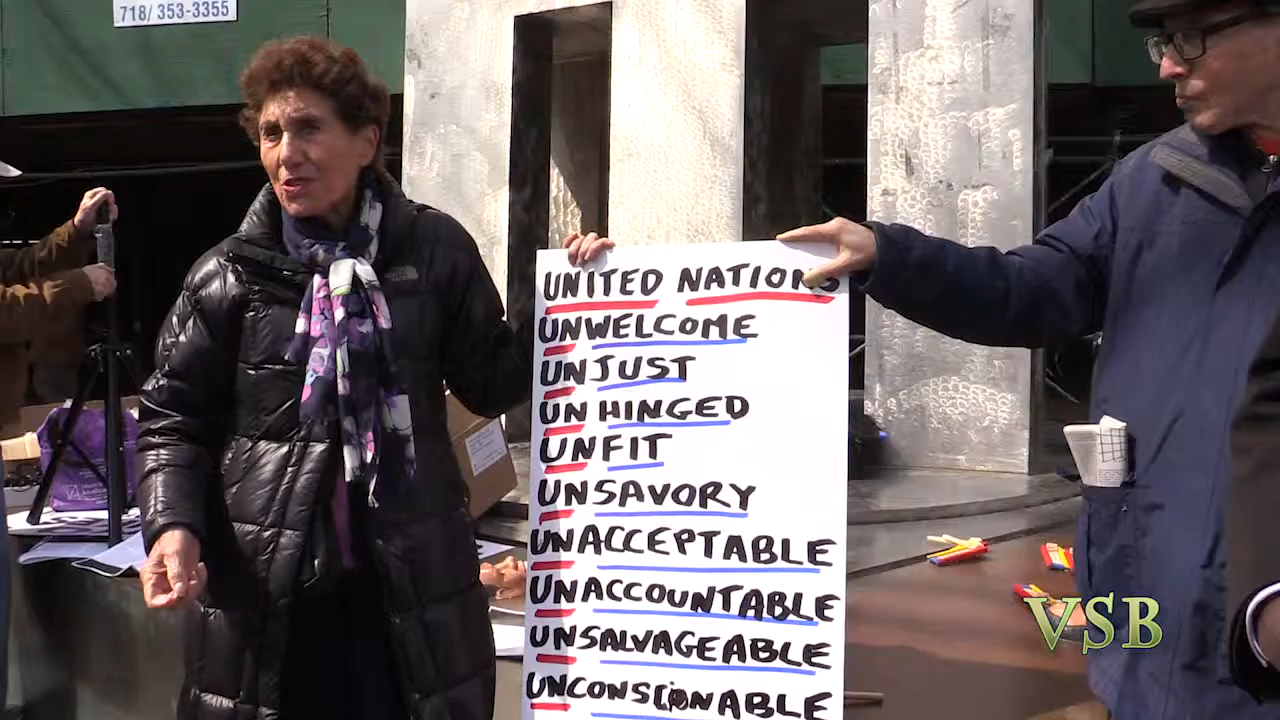 718/ 353-3355
UNITED NATIONS
UNWELCOME
UNJUST
UNHINGED
UNFIT
UNSAVORY
UNACCEPTABLE
UNACCOUNTABLE
UNSALVAGEABLE
UNCONSCIONABLE
VSB